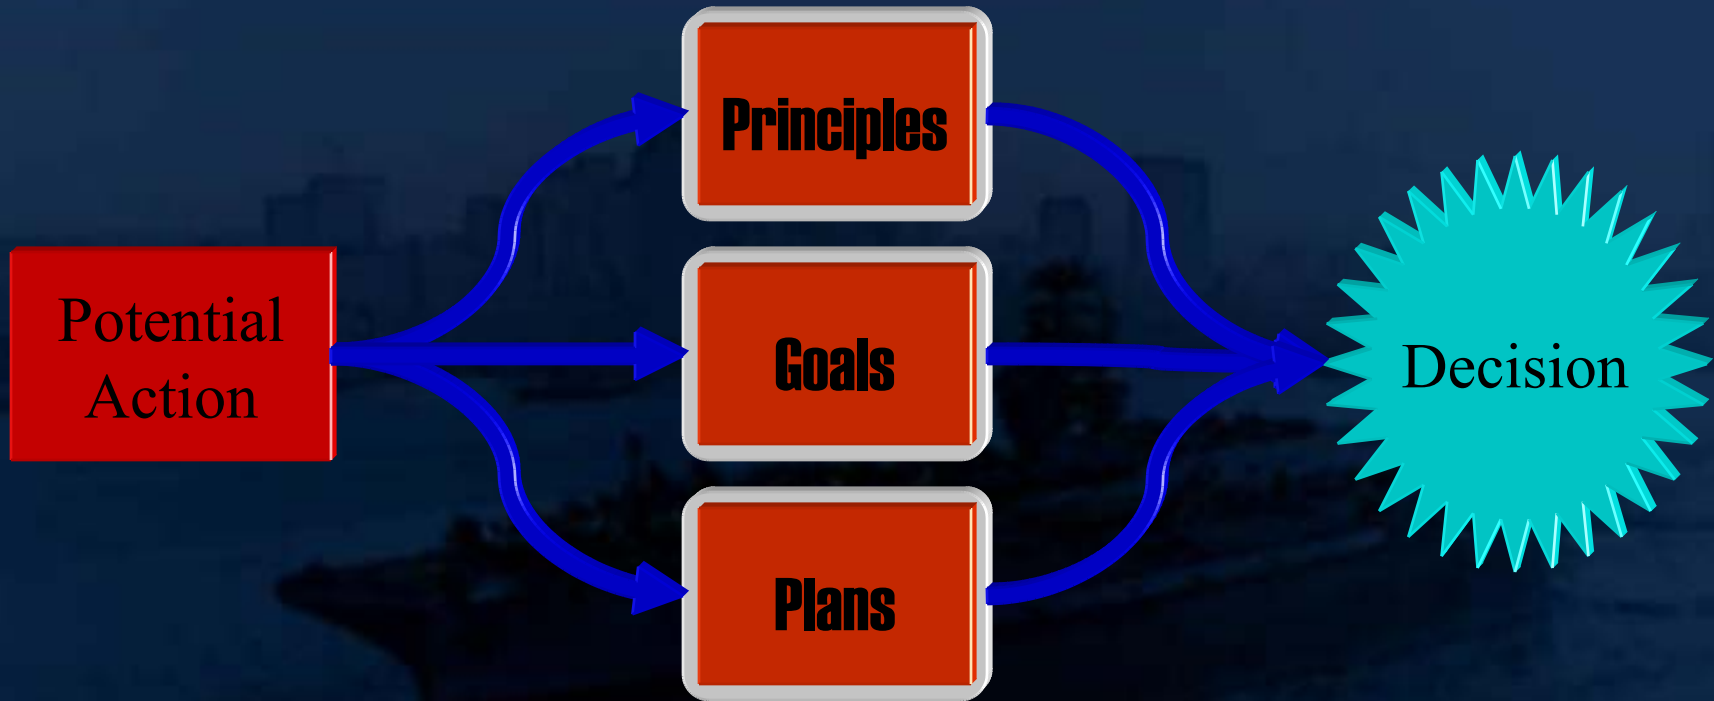 Potential
Action
Principles
Goals
Plans
Decision